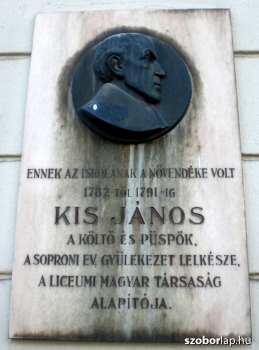 ENNEK AZ ISKOLÁNAK A NÖVENDÉKE VOLT
1782-TŐL 1791-IG
KIS JÁNOS
A KÖLTŐ ÉS PÜSPÖK,
A SOPRONI EV. GYÜLEKEZET LELKÉSZE,
A LICEUMI MAGYAR TÁRSASÁG
ALAPÍTÓJA.
szoborlap.hu